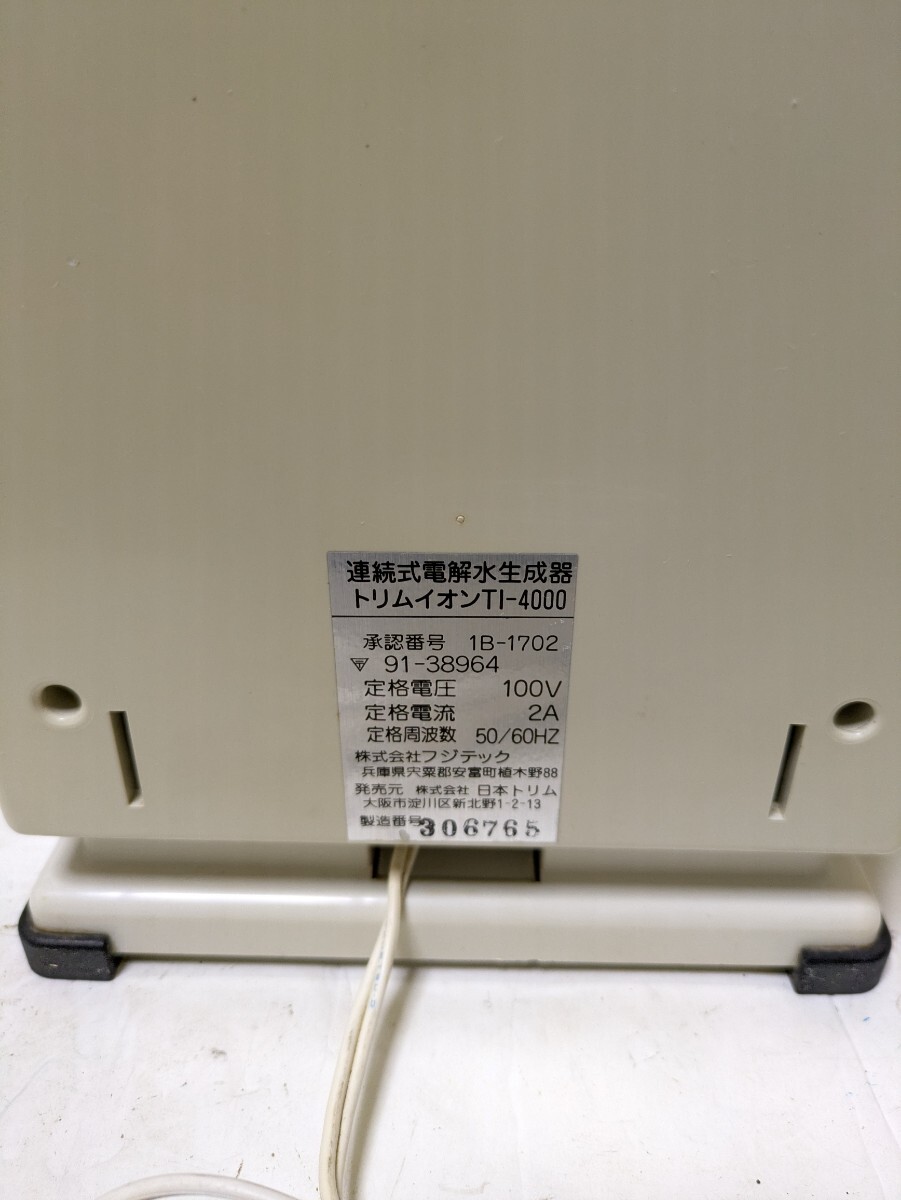 連続式電解水生成器
トリムイオンTI-4000
承認番号 1B-1702
91-38964
定格電圧 100V
定格電流 2A
定格周波数 50/60HZ
株式会社フジテック
兵庫県宍粟郡安富町植木野88
発売元 株式会社 日本トリム
大阪市淀川区新北野1-2-13
製造番号 306765